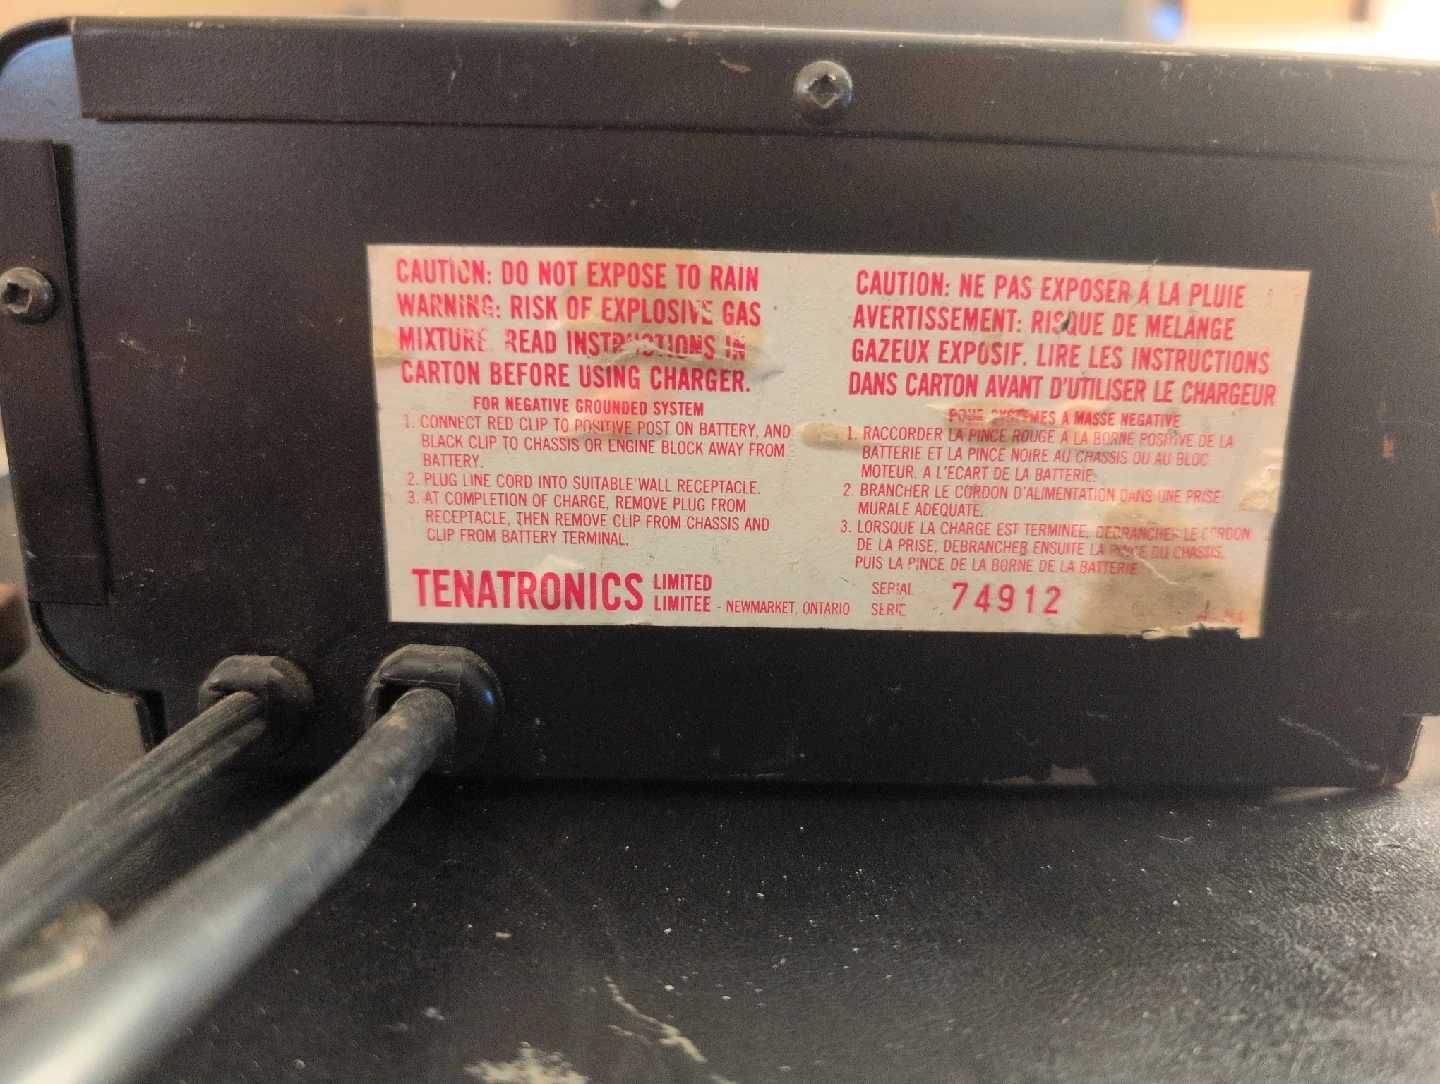 CAUTION: DO NOT EXPOSE TO RAIN
WARNING: RISK OF EXPLOSIVE GAS
MIXTURE. READ INSTRUCTIONS IN
CARTON BEFORE USING CHARGER.
FOR NEGATIVE GROUNDED SYSTEM
1. CONNECT RED CLIP TO POSITIVE POST ON BATTERY, AND
BLACK CLIP TO CHASSIS OR ENGINE BLOCK AWAY FROM
BATTERY.
2. PLUG LINE CORD INTO SUITABLE WALL RECEPTACLE.
3. AT COMPLETION OF CHARGE, REMOVE PLUG FROM
RECEPTACLE, THEN REMOVE CLIP FROM CHASSIS AND
CLIP FROM BATTERY TERMINAL.
CAUTION: NE PAS EXPOSER A LA PLUIE
AVERTISSEMENT: RISQUE DE MELANGE
GAZEUX EXPOSIF. LIRE LES INSTRUCTIONS
DANS CARTON AVANT D'UTILISER LE CHARGEUR
POUR SYSTEMES A MASSE NEGATIVE
1. RACCORDER LA PINCE ROUGE A LA BORNE POSITIVE DE LA
BATTERIE ET LA PINCE NOIRE AU CHASSIS OU AU BLOC
MOTEUR. A L'ECART DE LA BATTERIE.
2. BRANCHER LE CORDON D'ALIMENTATION DANS UNE PRISE
MURALE ADEQUATE.
3. LORSQUE LA CHARGE EST TERMINEE, DEBRANCHER LE CORDON
DE LA PRISE, DEBRANCHER ENSUITE LA PINCE DU CHASSIS,
PUIS LA PINCE DE LA BORNE DE LA BATTERIE.
TENATRONICS LIMITED
LIMITEE - NEWMARKET, ONTARIO
SERIAL
SERIE
74912